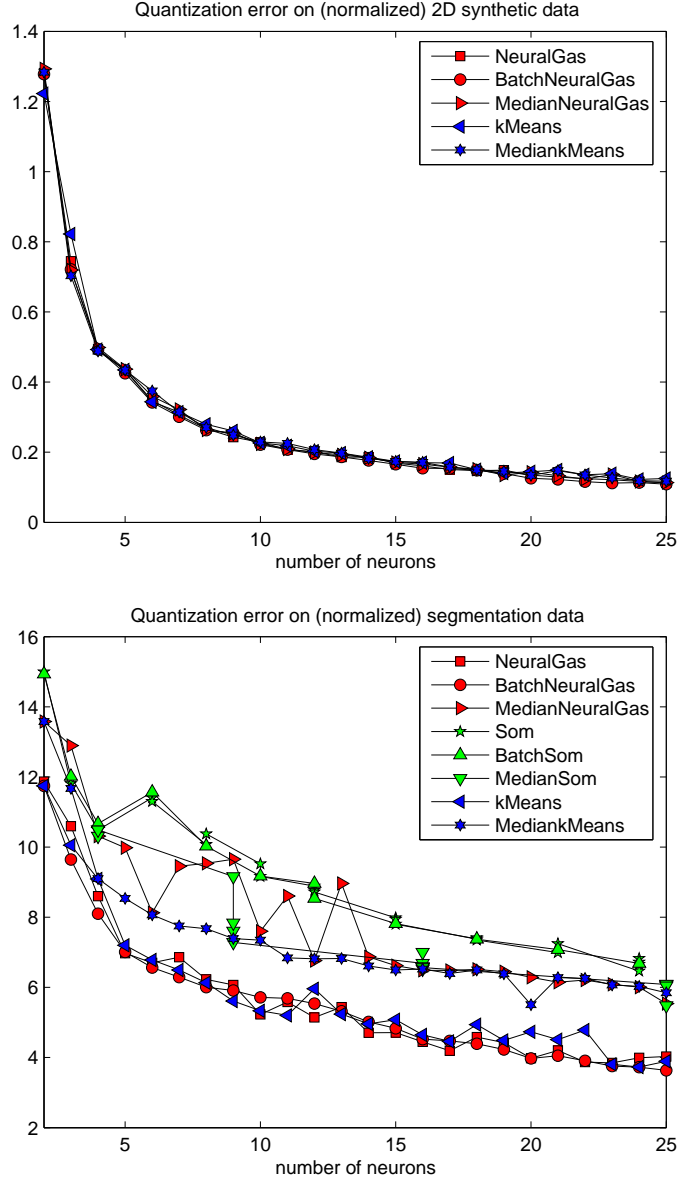 Quantization error on (normalized) 2D synthetic data
1.4
1.2
1
0.8
0.6
0.4
0.2
0
NeuralGas
BatchNeuralGas
MedianNeuralGas
kMeans
MediankMeans
5 10 15 20 25
number of neurons
Quantization error on (normalized) segmentation data
16
14
12
10
8
6
4
2
NeuralGas
BatchNeuralGas
MedianNeuralGas
Som
BatchSom
MedianSom
kMeans
MediankMeans
5 10 15 20 25
number of neurons